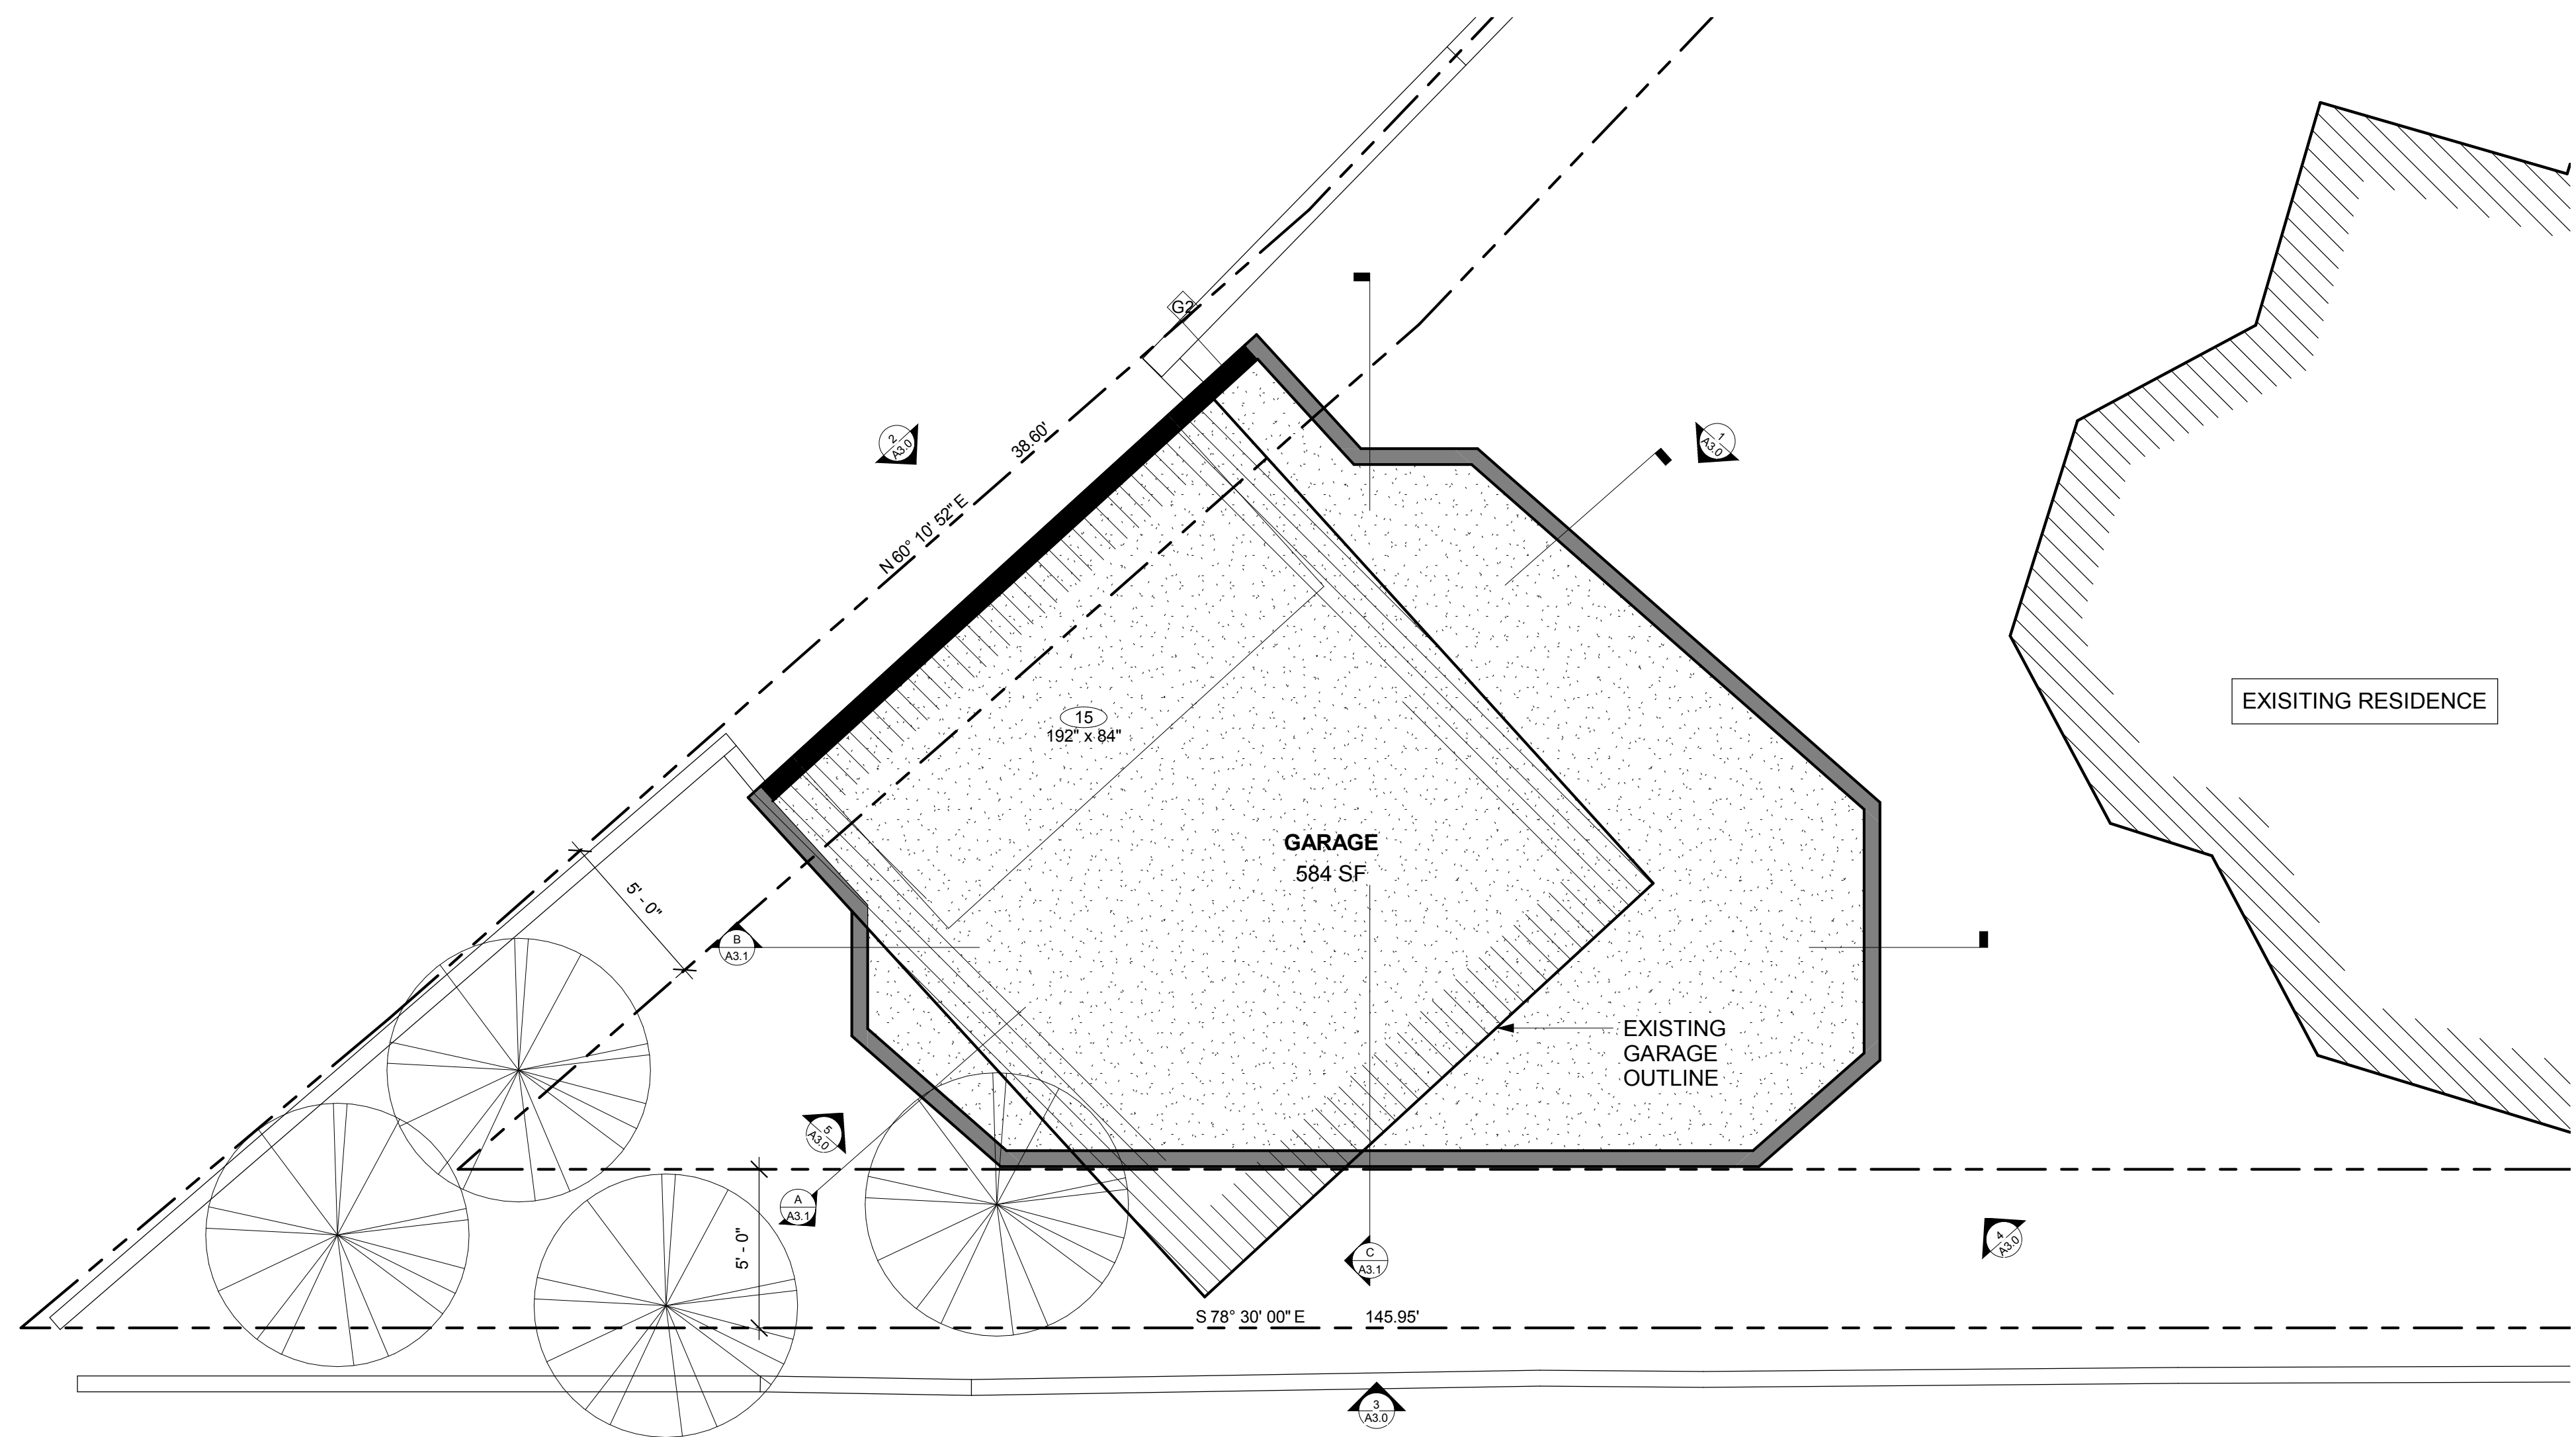 G2
38.60'
N 60° 10' 52" E
2
A3.0
1
A3.0
15
192" x 84"
EXISITING RESIDENCE
GARAGE
584 SF
5' - 0"
B
A3.1
EXISTING
GARAGE
OUTLINE
5
A3.0
A
A3.1
5' - 0"
4
A3.0
C
A3.1
S 78° 30' 00" E 145.95'
3
A3.0